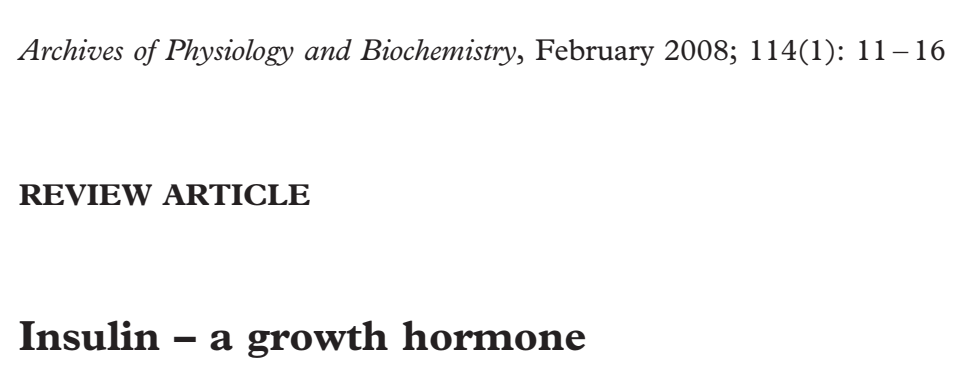 Archives of Physiology and Biochemistry, February 2008; 114(1): 11–16
REVIEW ARTICLE
Insulin – a growth hormone